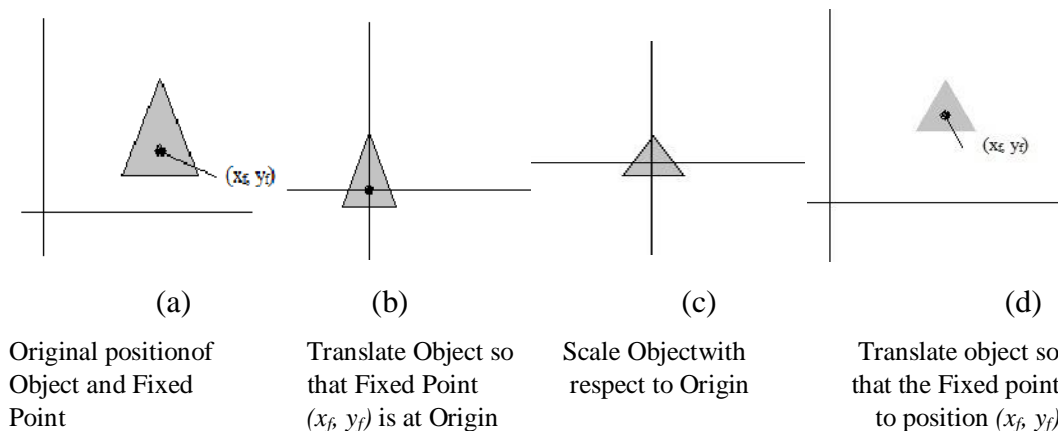 (xf, yf)
(xf, yf)
(a)
(b)
(c)
(d)
Original positionof
Object and Fixed
Point
Translate Object so
that Fixed Point
(xf, yf) is at Origin
Scale Objectwith
respect to Origin
Translate object so
that the Fixed point
to position (xf, yf)